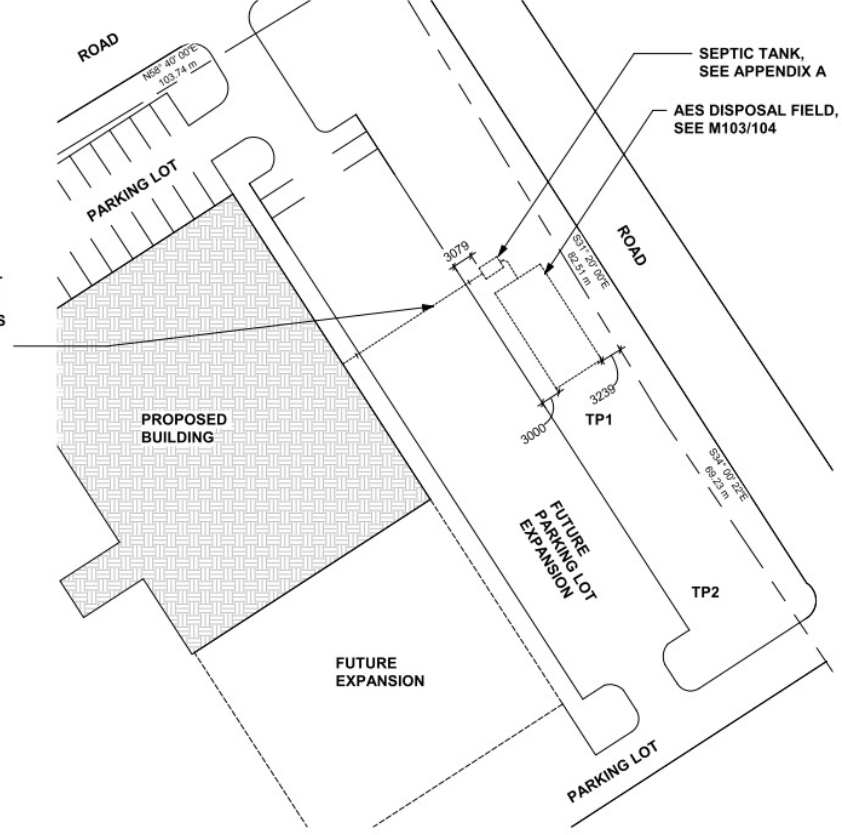 ROAD
N58° 40' 00"E
103.74 m
SEPTIC TANK,
SEE APPENDIX A
AES DISPOSAL FIELD,
SEE M103/104
PARKING LOT
ROAD
3079
S31° 20' 00"E
82.51 m
S
PROPOSED
BUILDING
3239
3000
TP1
S34° 00' 22"E
69.23 m
FUTURE
PARKING LOT
EXPANSION
TP2
FUTURE
EXPANSION
PARKING LOT